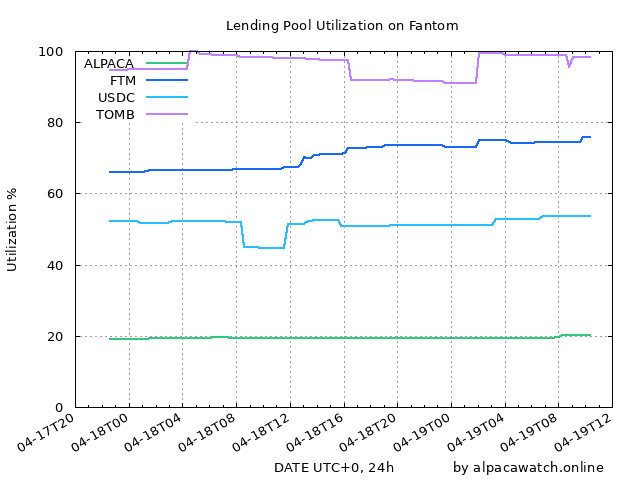 Lending Pool Utilization on Fantom
Utilization %
100
80
60
40
20
0
ALPACA
FTM
USDC
TOMB
04-17T20
04-18T00
04-18T04
04-18T08
04-18T12
04-18T16
04-18T20
04-19T00
04-19T04
04-19T08
04-19T12
DATE UTC+0, 24h
by alpacawatch.online